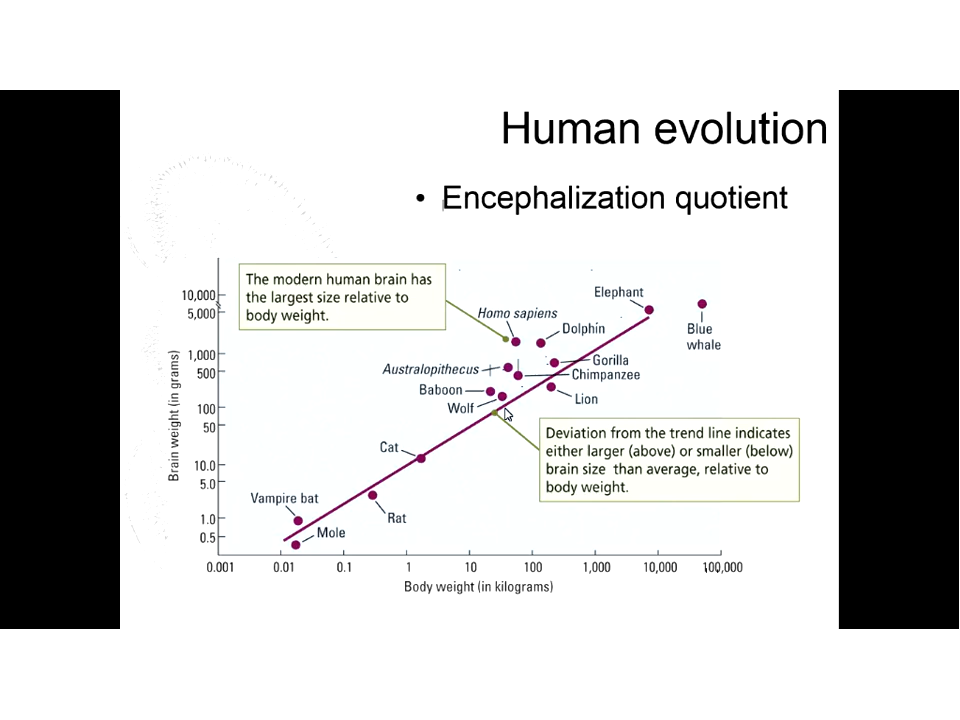 Human evolution
• Encephalization quotient
The modern human brain has
the largest size relative to
body weight.
Homo sapiens
Dolphin
Elephant
Blue
whale
Gorilla
Chimpanzee
Australopithecus
Baboon
Wolf
Lion
Cat
Deviation from the trend line indicates
either larger (above) or smaller (below)
brain size than average, relative to
body weight.
Vampire bat
Rat
Mole
Brain weight (in grams)
10,000
5,000
1,000
500
100
50
10.0
5.0
1.0
0.5
0.001 0.01 0.1 1 10 100 1,000 10,000 100,000
Body weight (in kilograms)